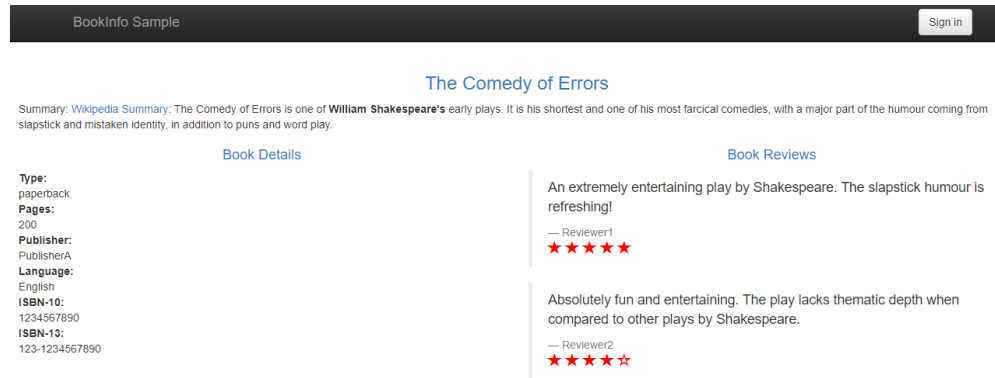 BookInfo Sample
Sign in
The Comedy of Errors
Summary: Wikipedia Summary: The Comedy of Errors is one of William Shakespeare's early plays. It is his shortest and one of his most farcical comedies, with a major part of the humour coming from
slapstick and mistaken identity, in addition to puns and word play.
Book Details
Type:
paperback
Pages:
200
Publisher:
PublisherA
Language:
English
ISBN-10:
1234567890
ISBN-13:
123-1234567890
Book Reviews
An extremely entertaining play by Shakespeare. The slapstick humour is
refreshing!
— Reviewer1
Absolutely fun and entertaining. The play lacks thematic depth when
compared to other plays by Shakespeare.
— Reviewer2